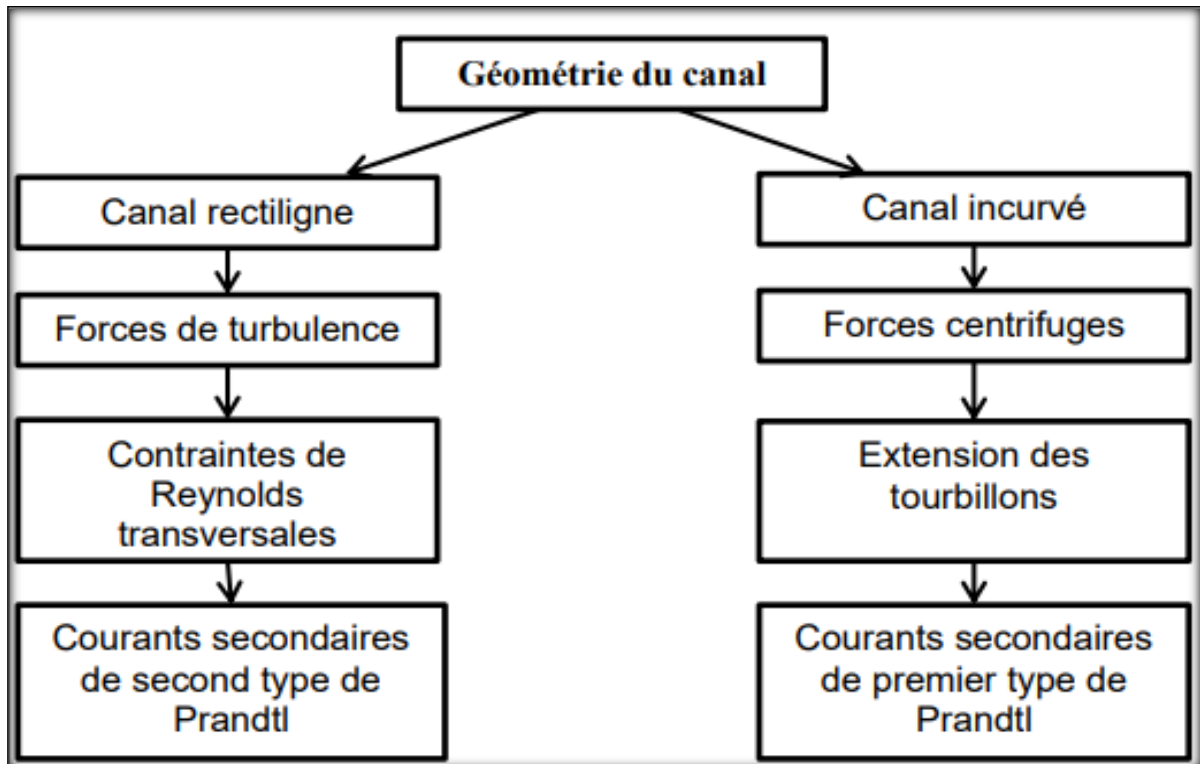 Géométrie du canal
Canal rectiligne
Forces de turbulence
Contraintes de
Reynolds
transversales
Courants secondaires
de second type de
Prandtl
Canal incurvé
Forces centrifuges
Extension des
tourbillons
Courants secondaires
de premier type de
Prandtl